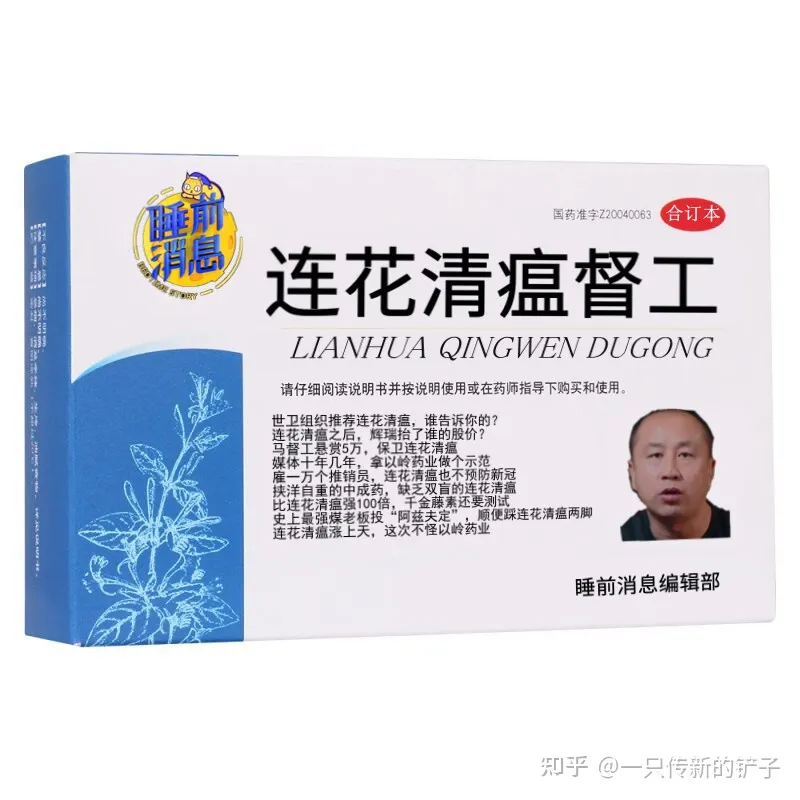 睡前
消息
BEDTIME STORY
国药准字Z20040063
合订本
连花清瘟督工
LIANHUA QINGWEN DUGONG
请仔细阅读说明书并按说明使用或在药师指导下购买和使用。
世卫组织推荐连花清瘟，谁告诉你的？
连花清瘟之后，辉瑞抬了谁的股价？
马督工悬赏5万，保卫连花清瘟
媒体十年几年，拿以岭药业做个示范
雇一万个推销员，连花清瘟也不预防新冠
挟洋自重的中成药，缺乏双盲的连花清瘟
比连花清瘟强100倍，千金藤素还要测试
史上最强煤老板投“阿兹夫定”，顺便踩连花清瘟两脚
连花清瘟涨上天，这次不怪以岭药业
睡前消息编辑部
知乎 @一只传新的铲子